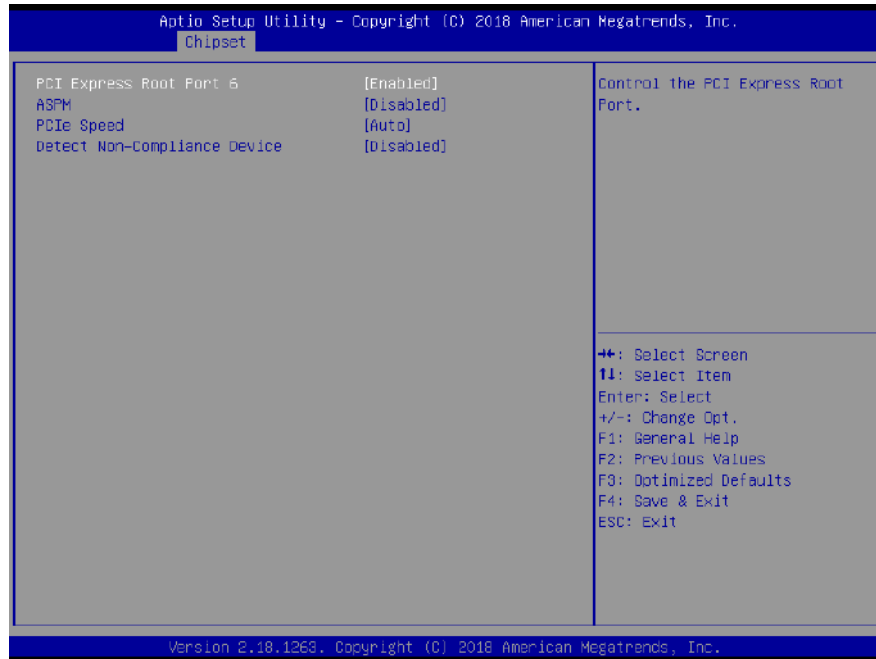 Aptio Setup Utility – Copyright (C) 2018 American Megatrends, Inc.
Chipset
PCI Express Root Port 6 [Enabled]
ASPM [Disabled]
PCIe Speed [Auto]
Detect Non-Compliance Device [Disabled]
Control the PCI Express Root
Port.
→←: Select Screen
↑↓: Select Item
Enter: Select
+/-: Change Opt.
F1: General Help
F2: Previous Values
F3: Optimized Defaults
F4: Save & Exit
ESC: Exit
Version 2.18.1263. Copyright (C) 2018 American Megatrends, Inc.